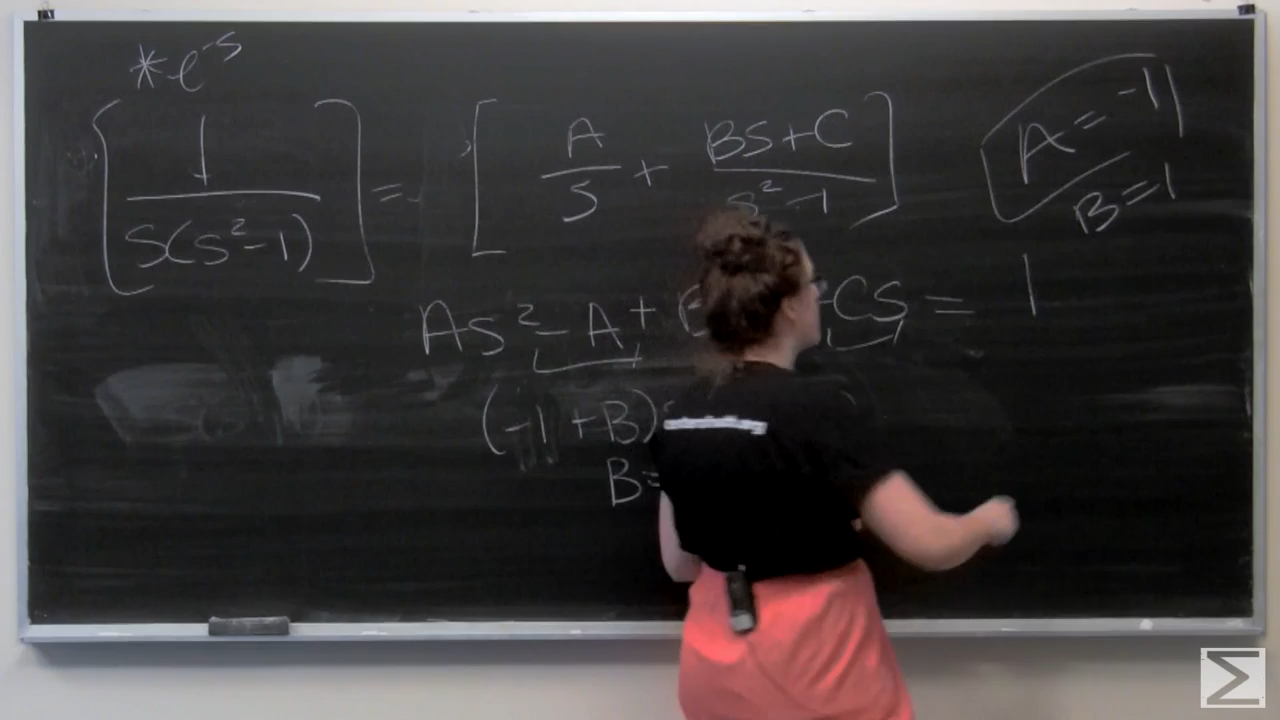 *e^-s
[1/(S(S²-1))] = [A/S + (BS+C)/(S²-1)]
A = -1
B = 1
AS² - A + CS = 1
(-1 + B)
B=
Σ